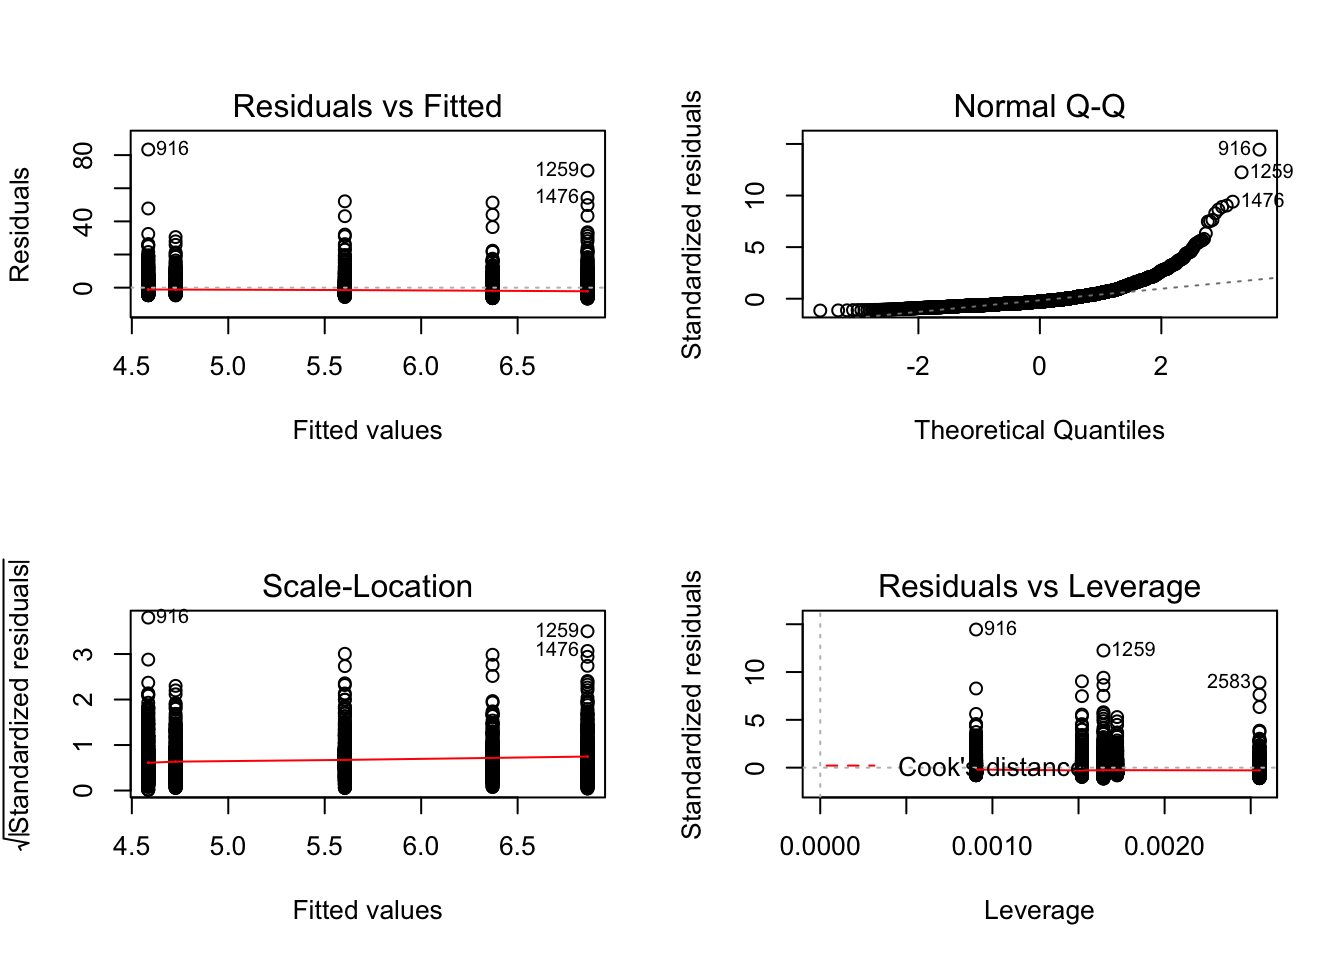 Residuals vs Fitted
Residuals
80
40
0
916
1259
1476
4.5 5.0 5.5 6.0 6.5
Fitted values
Normal Q-Q
Standardized residuals
10
5
0
916
1259
1476
-2 0 2
Theoretical Quantiles
Scale-Location
√|Standardized residuals|
3
2
1
0
916
1259
1476
4.5 5.0 5.5 6.0 6.5
Fitted values
Residuals vs Leverage
Standardized residuals
10
5
0
916
1259
2583
Cook's distance
0.0000 0.0010 0.0020
Leverage